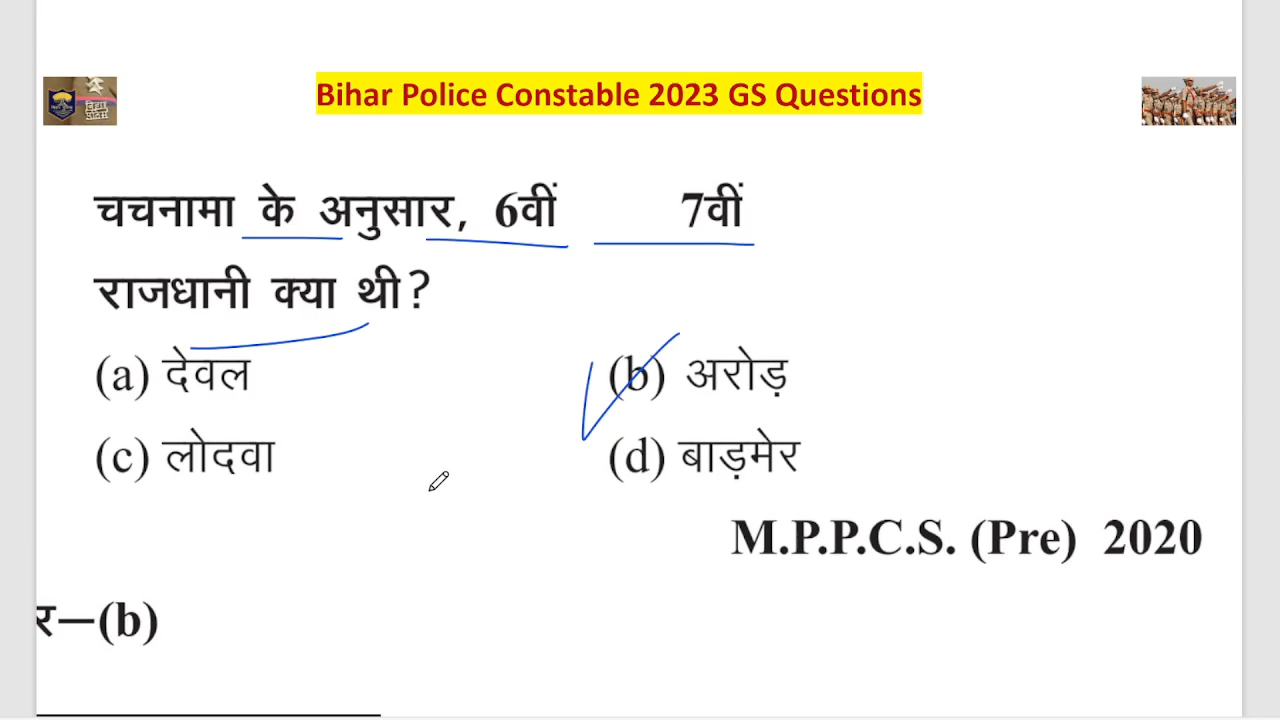 Bihar Police Constable 2023 GS Questions
चचनामा के अनुसार, 6वीं 7वीं
राजधानी क्या थी?
(a) देवल (b) अरोड़
(c) लोदवा (d) बाड़मेर
M.P.P.C.S. (Pre) 2020
र–(b)